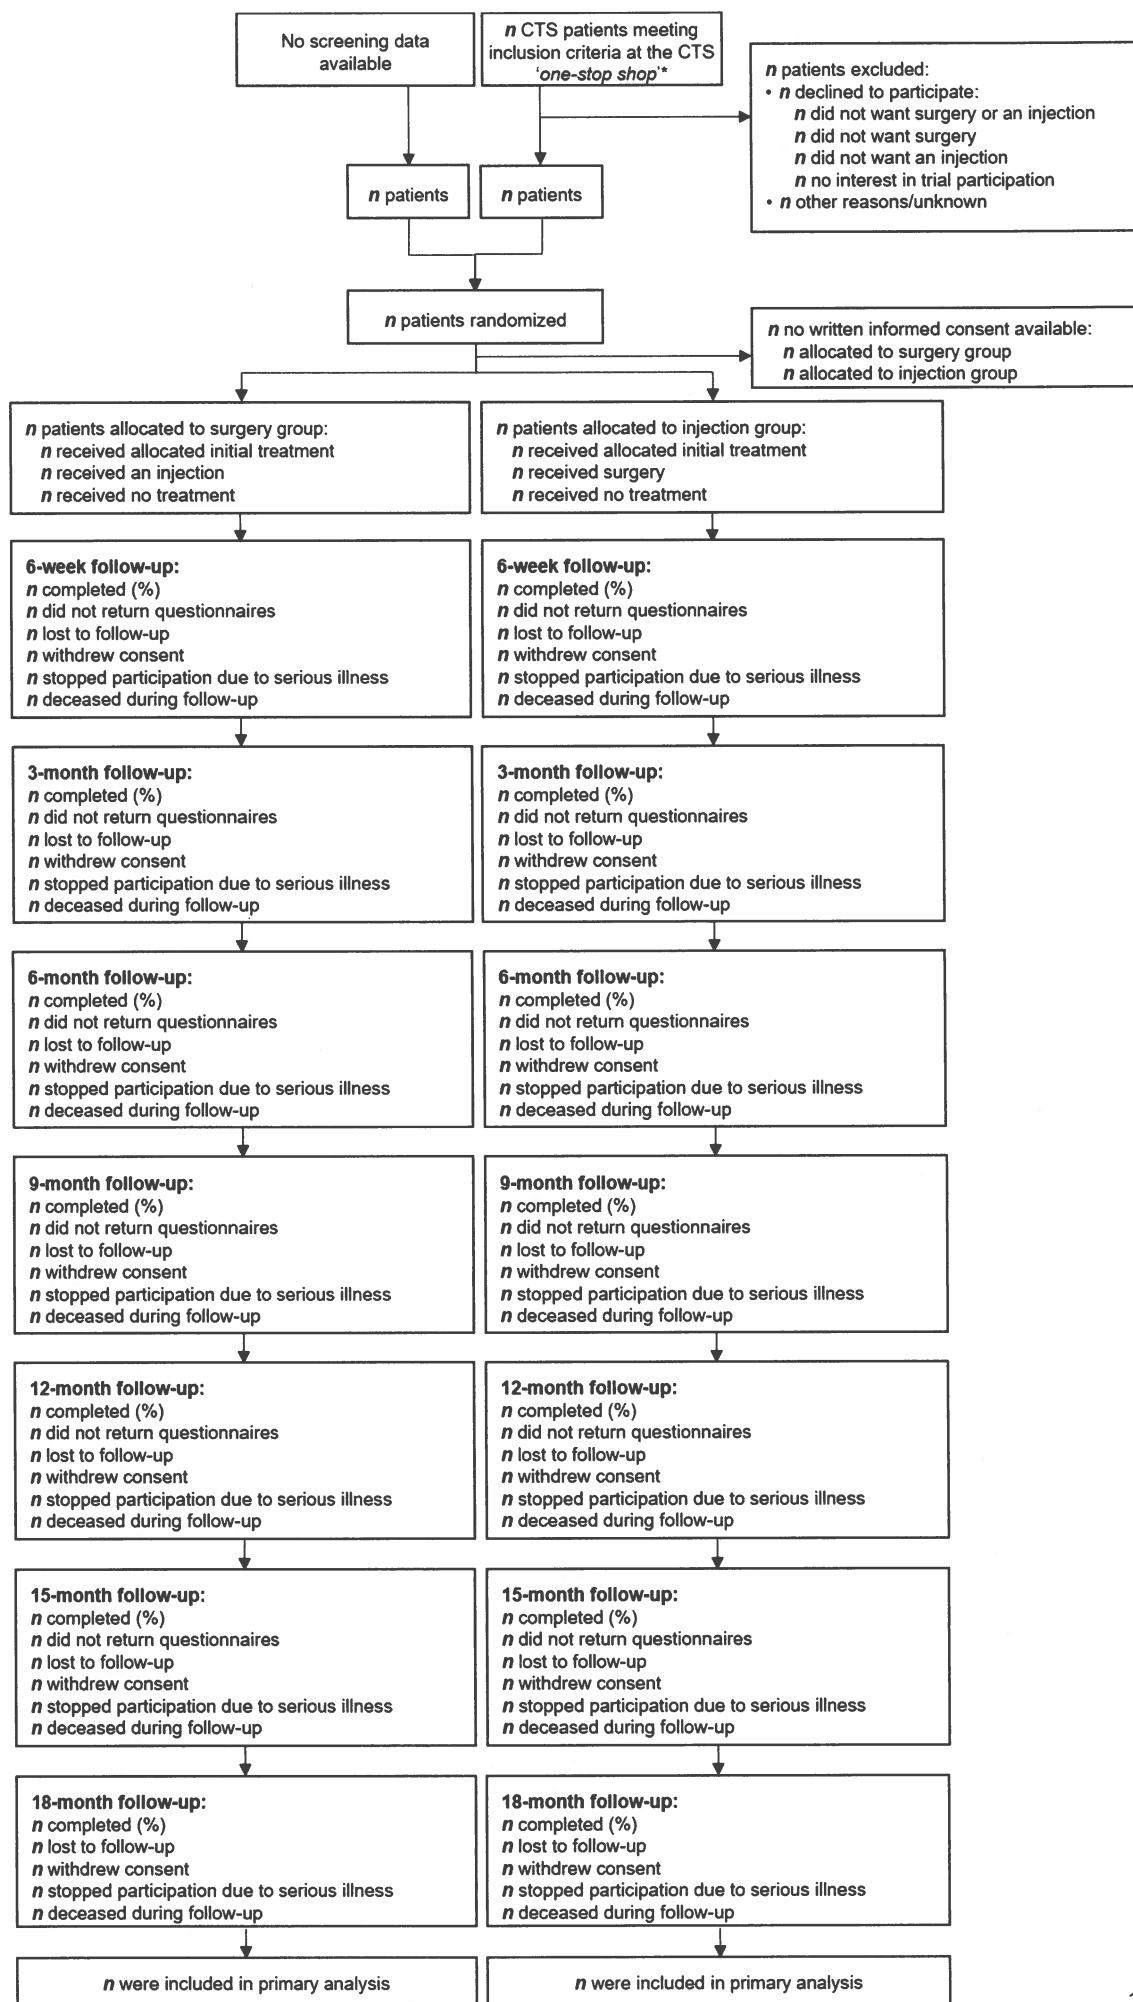 No screening data
available
n CTS patients meeting
inclusion criteria at the CTS
'one-stop shop'*
n patients excluded:
• n declined to participate:
n did not want surgery or an injection
n did not want surgery
n did not want an injection
n no interest in trial participation
• n other reasons/unknown
n patients
n patients
n patients randomized
n no written informed consent available:
n allocated to surgery group
n allocated to injection group
n patients allocated to surgery group:
n received allocated initial treatment
n received an injection
n received no treatment
n patients allocated to injection group:
n received allocated initial treatment
n received surgery
n received no treatment
6-week follow-up:
n completed (%)
n did not return questionnaires
n lost to follow-up
n withdrew consent
n stopped participation due to serious illness
n deceased during follow-up
6-week follow-up:
n completed (%)
n did not return questionnaires
n lost to follow-up
n withdrew consent
n stopped participation due to serious illness
n deceased during follow-up
3-month follow-up:
n completed (%)
n did not return questionnaires
n lost to follow-up
n withdrew consent
n stopped participation due to serious illness
n deceased during follow-up
3-month follow-up:
n completed (%)
n did not return questionnaires
n lost to follow-up
n withdrew consent
n stopped participation due to serious illness
n deceased during follow-up
6-month follow-up:
n completed (%)
n did not return questionnaires
n lost to follow-up
n withdrew consent
n stopped participation due to serious illness
n deceased during follow-up
6-month follow-up:
n completed (%)
n did not return questionnaires
n lost to follow-up
n withdrew consent
n stopped participation due to serious illness
n deceased during follow-up
9-month follow-up:
n completed (%)
n did not return questionnaires
n lost to follow-up
n withdrew consent
n stopped participation due to serious illness
n deceased during follow-up
9-month follow-up:
n completed (%)
n did not return questionnaires
n lost to follow-up
n withdrew consent
n stopped participation due to serious illness
n deceased during follow-up
12-month follow-up:
n completed (%)
n did not return questionnaires
n lost to follow-up
n withdrew consent
n stopped participation due to serious illness
n deceased during follow-up
12-month follow-up:
n completed (%)
n did not return questionnaires
n lost to follow-up
n withdrew consent
n stopped participation due to serious illness
n deceased during follow-up
15-month follow-up:
n completed (%)
n did not return questionnaires
n lost to follow-up
n withdrew consent
n stopped participation due to serious illness
n deceased during follow-up
15-month follow-up:
n completed (%)
n did not return questionnaires
n lost to follow-up
n withdrew consent
n stopped participation due to serious illness
n deceased during follow-up
18-month follow-up:
n completed (%)
n lost to follow-up
n withdrew consent
n stopped participation due to serious illness
n deceased during follow-up
18-month follow-up:
n completed (%)
n lost to follow-up
n withdrew consent
n stopped participation due to serious illness
n deceased during follow-up
n were included in primary analysis
n were included in primary analysis